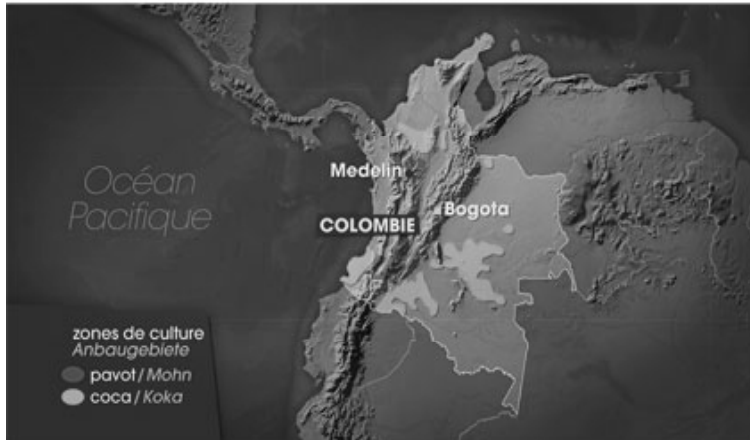 Océan
Pacifique
Medelin
Bogota
COLOMBIE
zones de culture
Anbaugebiete
pavot / Mohn
coca / Koka